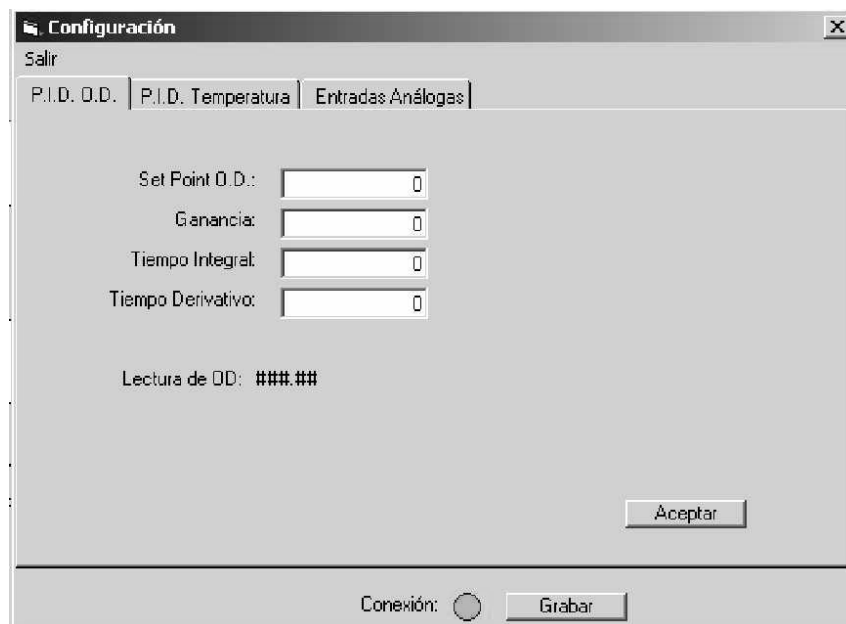 Configuración
Salir
P.I.D. O.D. P.I.D. Temperatura Entradas Análogas
Set Point O.D.: 0
Ganancia: 0
Tiempo Integral: 0
Tiempo Derivativo: 0
Lectura de OD: ###.##
Aceptar
Conexión: Grabar